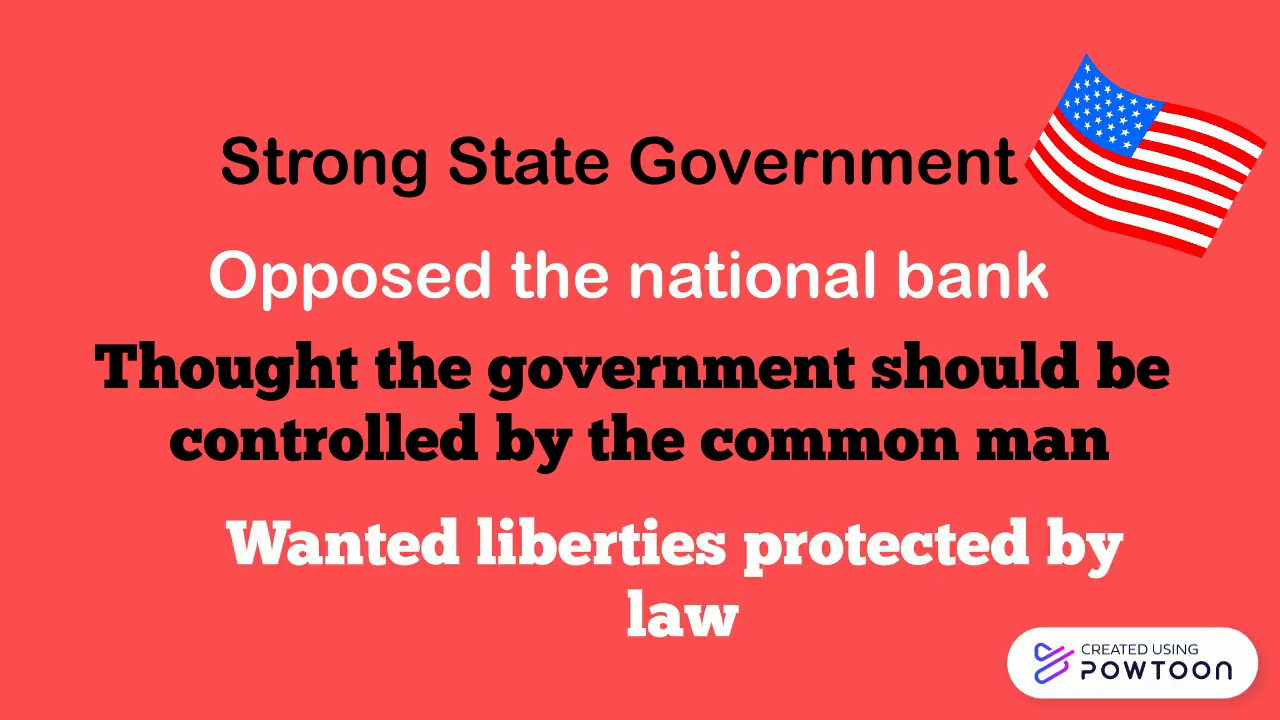 Strong State Government
Opposed the national bank
Thought the government should be
controlled by the common man
Wanted liberties protected by
law
CREATED USING
POWTOON